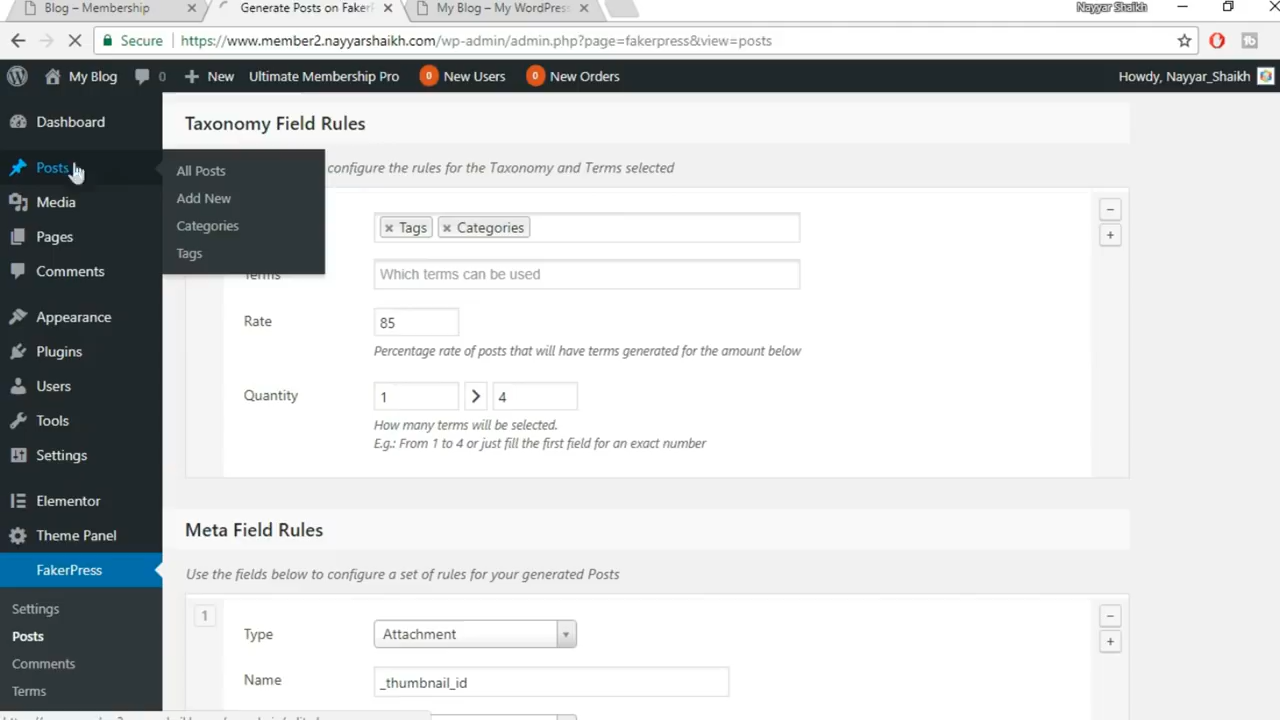 Blog – Membership
Generate Posts on FakerP
My Blog – My WordPres
Nayyar Shaikh
Secure
https://www.member2.nayyarshaikh.com/wp-admin/admin.php?page=fakerpress&view=posts
My Blog
0
New
Ultimate Membership Pro
0 New Users
0 New Orders
Howdy, Nayyar_Shaikh
Dashboard
Posts
Media
Pages
Comments
Appearance
Plugins
Users
Tools
Settings
Elementor
Theme Panel
FakerPress
Settings
Posts
Comments
Terms
All Posts
Add New
Categories
Tags
Taxonomy Field Rules
configure the rules for the Taxonomy and Terms selected
× Tags × Categories
Terms
Which terms can be used
Rate
85
Percentage rate of posts that will have terms generated for the amount below
Quantity
1
4
How many terms will be selected.
E.g.: From 1 to 4 or just fill the first field for an exact number
Meta Field Rules
Use the fields below to configure a set of rules for your generated Posts
1
Type
Attachment
Name
_thumbnail_id